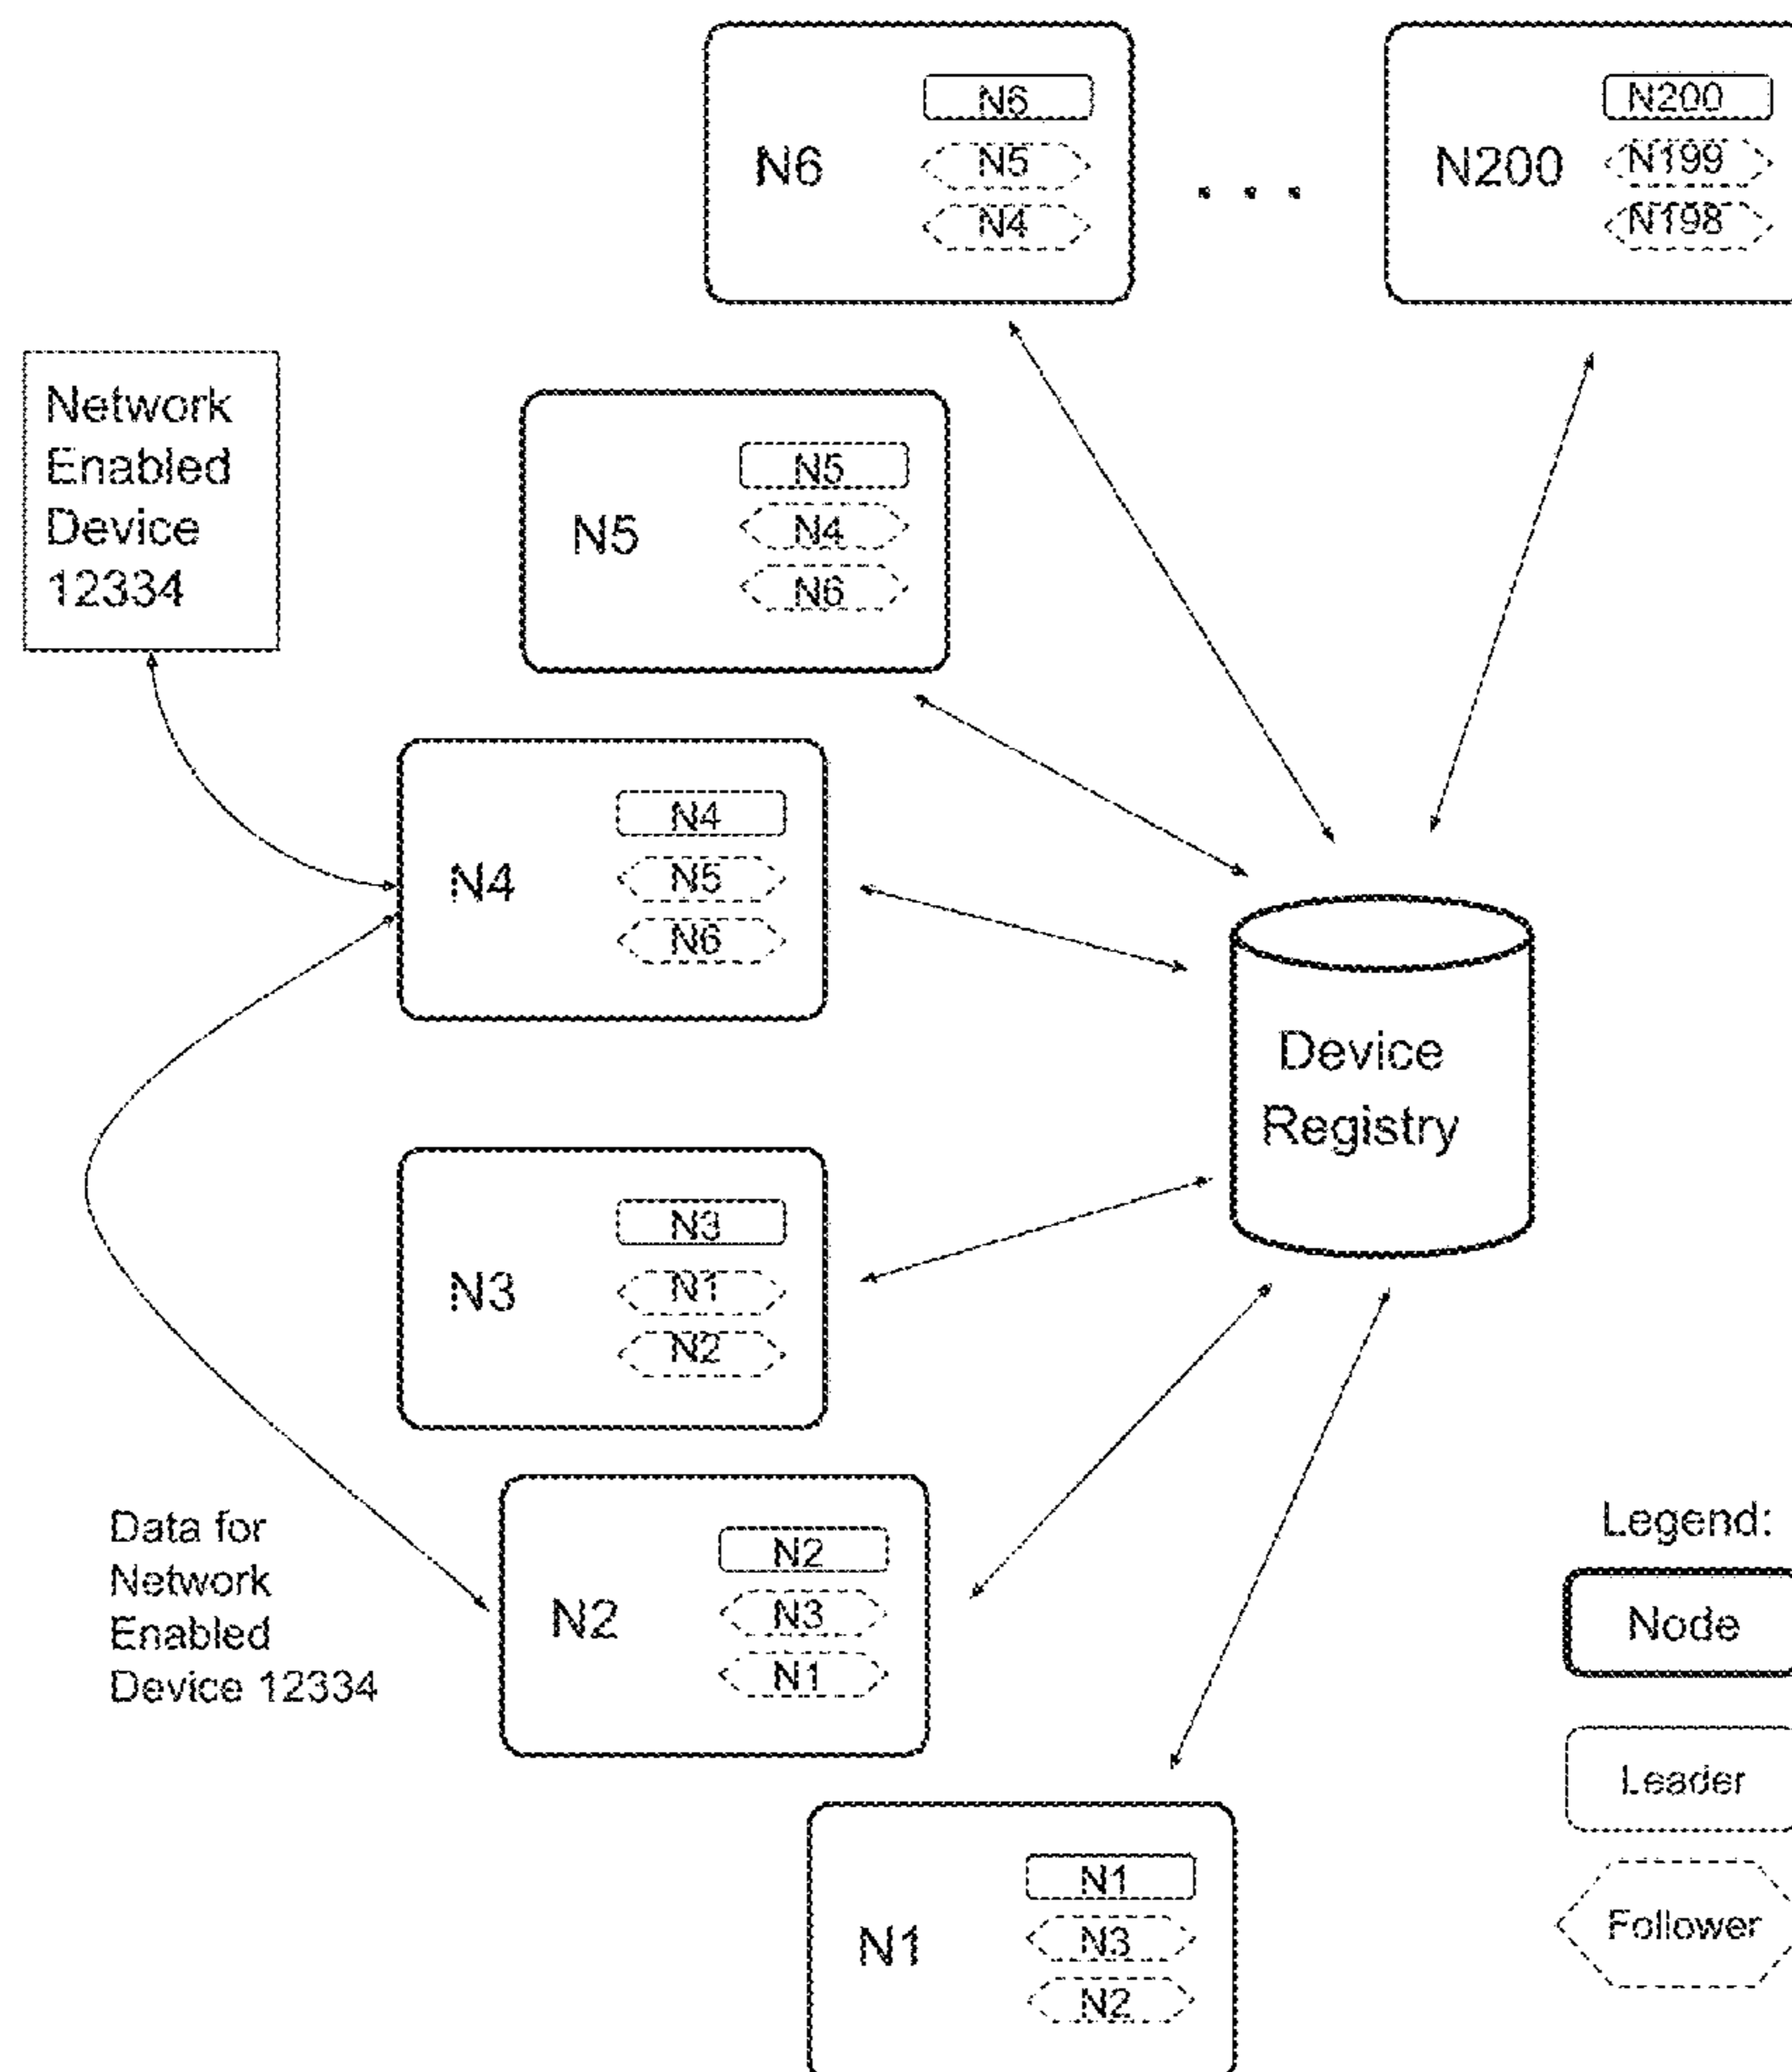 N6
N6
N5
N4
. . .
N200
N200
N199
N198
Network
Enabled
Device
12334
N5
N5
N4
N6
N4
N4
N5
N6
Device
Registry
N3
N3
N1
N2
Data for
Network
Enabled
Device 12334
N2
N2
N3
N1
N1
N1
N3
N2
Legend:
Node
Leader
Follower